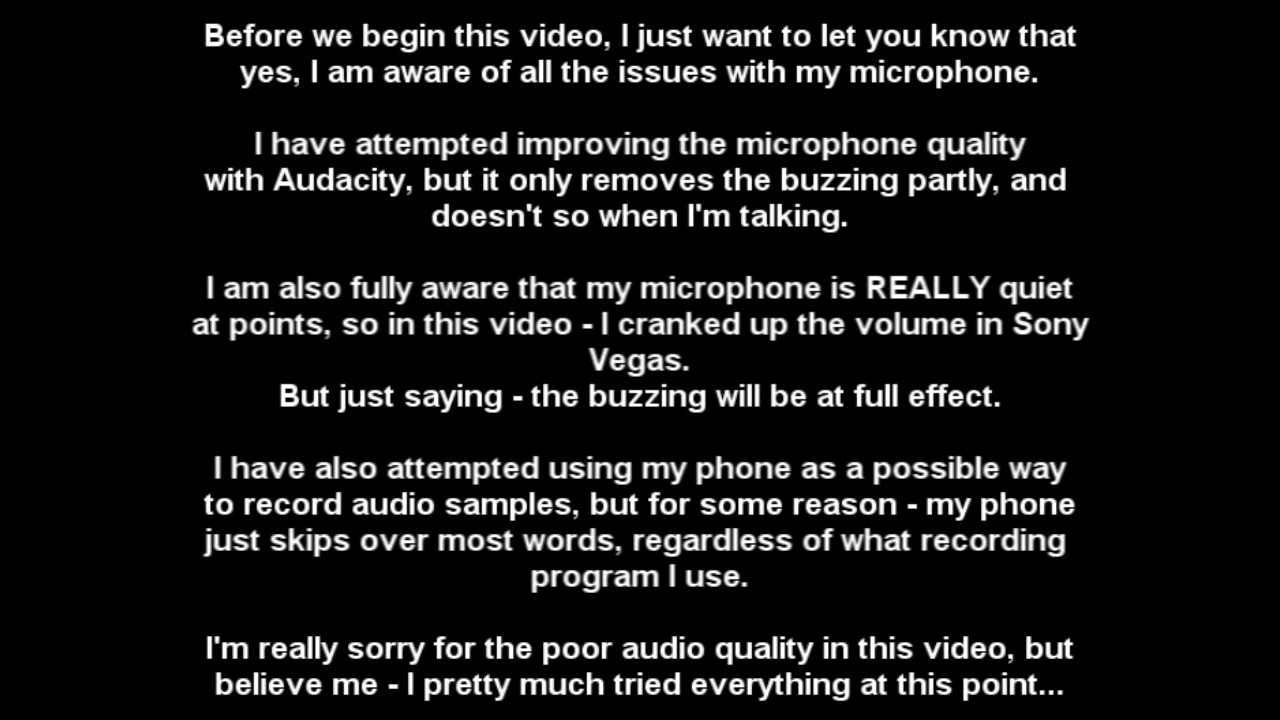 Before we begin this video, I just want to let you know that
yes, I am aware of all the issues with my microphone.
I have attempted improving the microphone quality
with Audacity, but it only removes the buzzing partly, and
doesn't so when I'm talking.
I am also fully aware that my microphone is REALLY quiet
at points, so in this video - I cranked up the volume in Sony
Vegas.
But just saying - the buzzing will be at full effect.
I have also attempted using my phone as a possible way
to record audio samples, but for some reason - my phone
just skips over most words, regardless of what recording
program I use.
I'm really sorry for the poor audio quality in this video, but
believe me - I pretty much tried everything at this point...